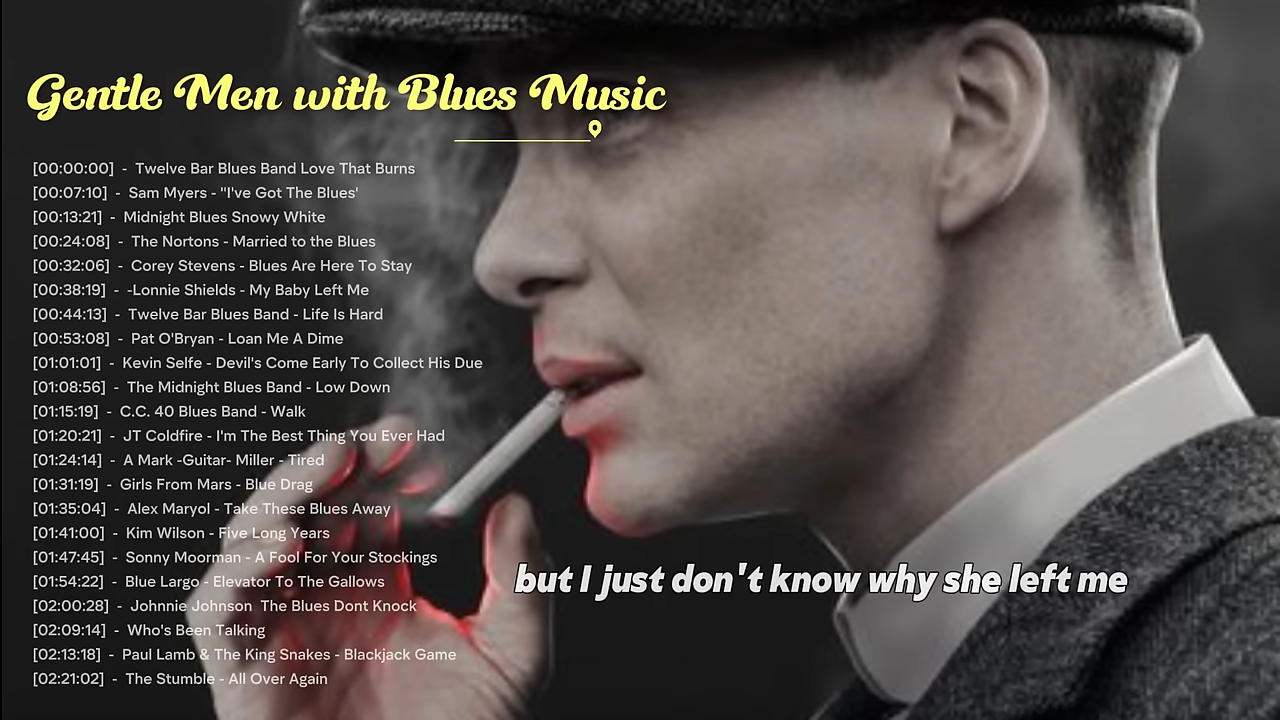 Gentle Men with Blues Music
[00:00:00] - Twelve Bar Blues Band Love That Burns
[00:07:10] - Sam Myers - "I've Got The Blues'
[00:13:21] - Midnight Blues Snowy White
[00:24:08] - The Nortons - Married to the Blues
[00:32:06] - Corey Stevens - Blues Are Here To Stay
[00:38:19] - -Lonnie Shields - My Baby Left Me
[00:44:13] - Twelve Bar Blues Band - Life Is Hard
[00:53:08] - Pat O'Bryan - Loan Me A Dime
[01:01:01] - Kevin Selfe - Devil's Come Early To Collect His Due
[01:08:56] - The Midnight Blues Band - Low Down
[01:15:19] - C.C. 40 Blues Band - Walk
[01:20:21] - JT Coldfire - I'm The Best Thing You Ever Had
[01:24:14] - A Mark -Guitar- Miller - Tired
[01:31:19] - Girls From Mars - Blue Drag
[01:35:04] - Alex Maryol - Take These Blues Away
[01:41:00] - Kim Wilson - Five Long Years
[01:47:45] - Sonny Moorman - A Fool For Your Stockings
[01:54:22] - Blue Largo - Elevator To The Gallows
[02:00:28] - Johnnie Johnson The Blues Dont Knock
[02:09:14] - Who's Been Talking
[02:13:18] - Paul Lamb & The King Snakes - Blackjack Game
[02:21:02] - The Stumble - All Over Again
but I just don't know why she left me